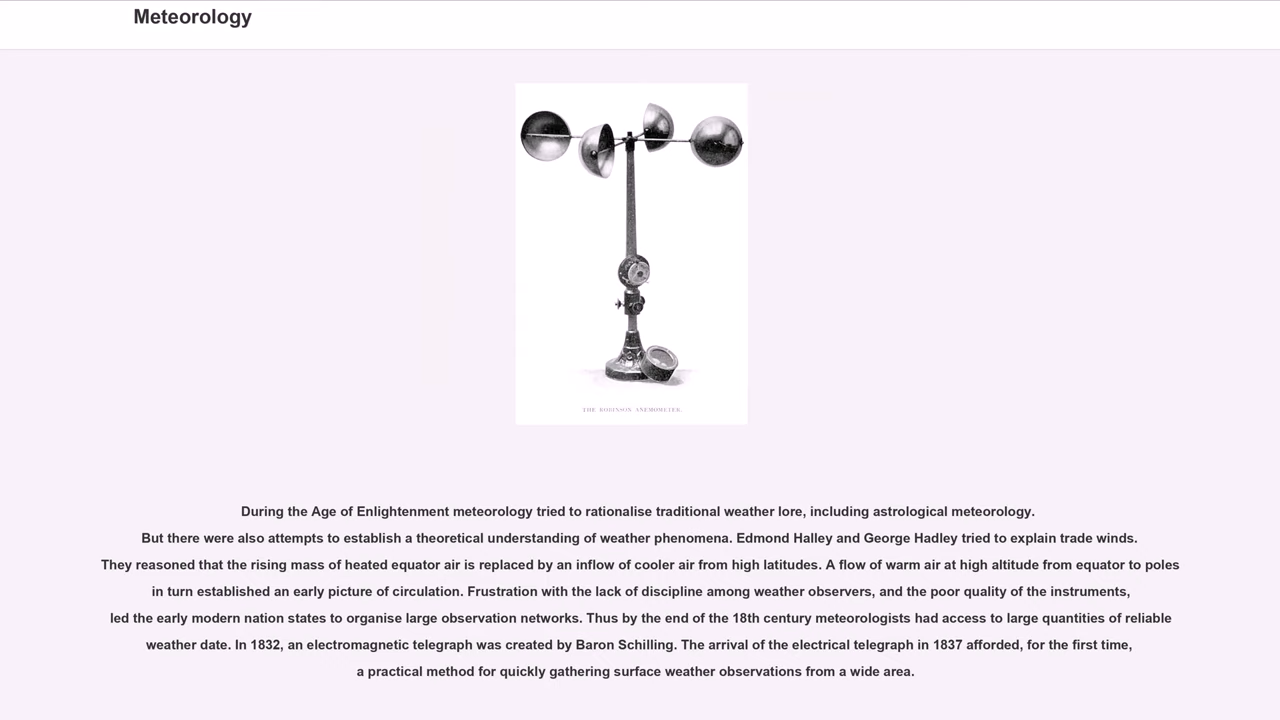 Meteorology
THE ROBINSON ANEMOMETER.
During the Age of Enlightenment meteorology tried to rationalise traditional weather lore, including astrological meteorology.
But there were also attempts to establish a theoretical understanding of weather phenomena. Edmond Halley and George Hadley tried to explain trade winds.
They reasoned that the rising mass of heated equator air is replaced by an inflow of cooler air from high latitudes. A flow of warm air at high altitude from equator to poles
in turn established an early picture of circulation. Frustration with the lack of discipline among weather observers, and the poor quality of the instruments,
led the early modern nation states to organise large observation networks. Thus by the end of the 18th century meteorologists had access to large quantities of reliable
weather date. In 1832, an electromagnetic telegraph was created by Baron Schilling. The arrival of the electrical telegraph in 1837 afforded, for the first time,
a practical method for quickly gathering surface weather observations from a wide area.